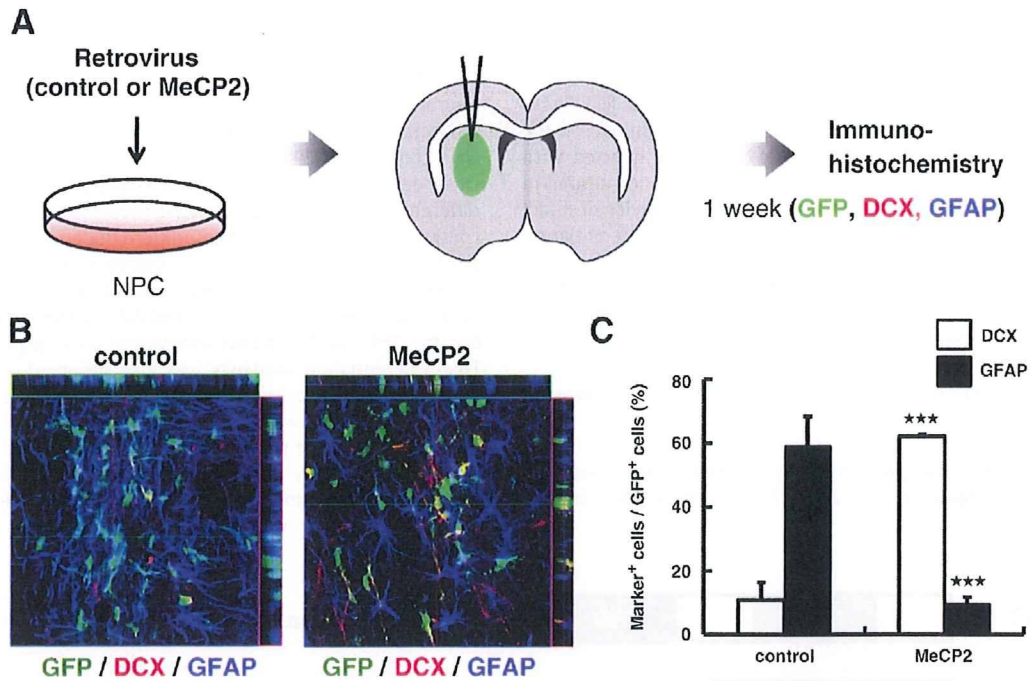 A
Retrovirus
(control or MeCP2)
NPC
Immuno-
histochemistry
1 week (GFP, DCX, GFAP)
B
control
MeCP2
GFP / DCX / GFAP
GFP / DCX / GFAP
C
DCX
GFAP
Marker+ cells / GFP+ cells (%)
80
60
40
20
0
★★★
★★★
control
MeCP2